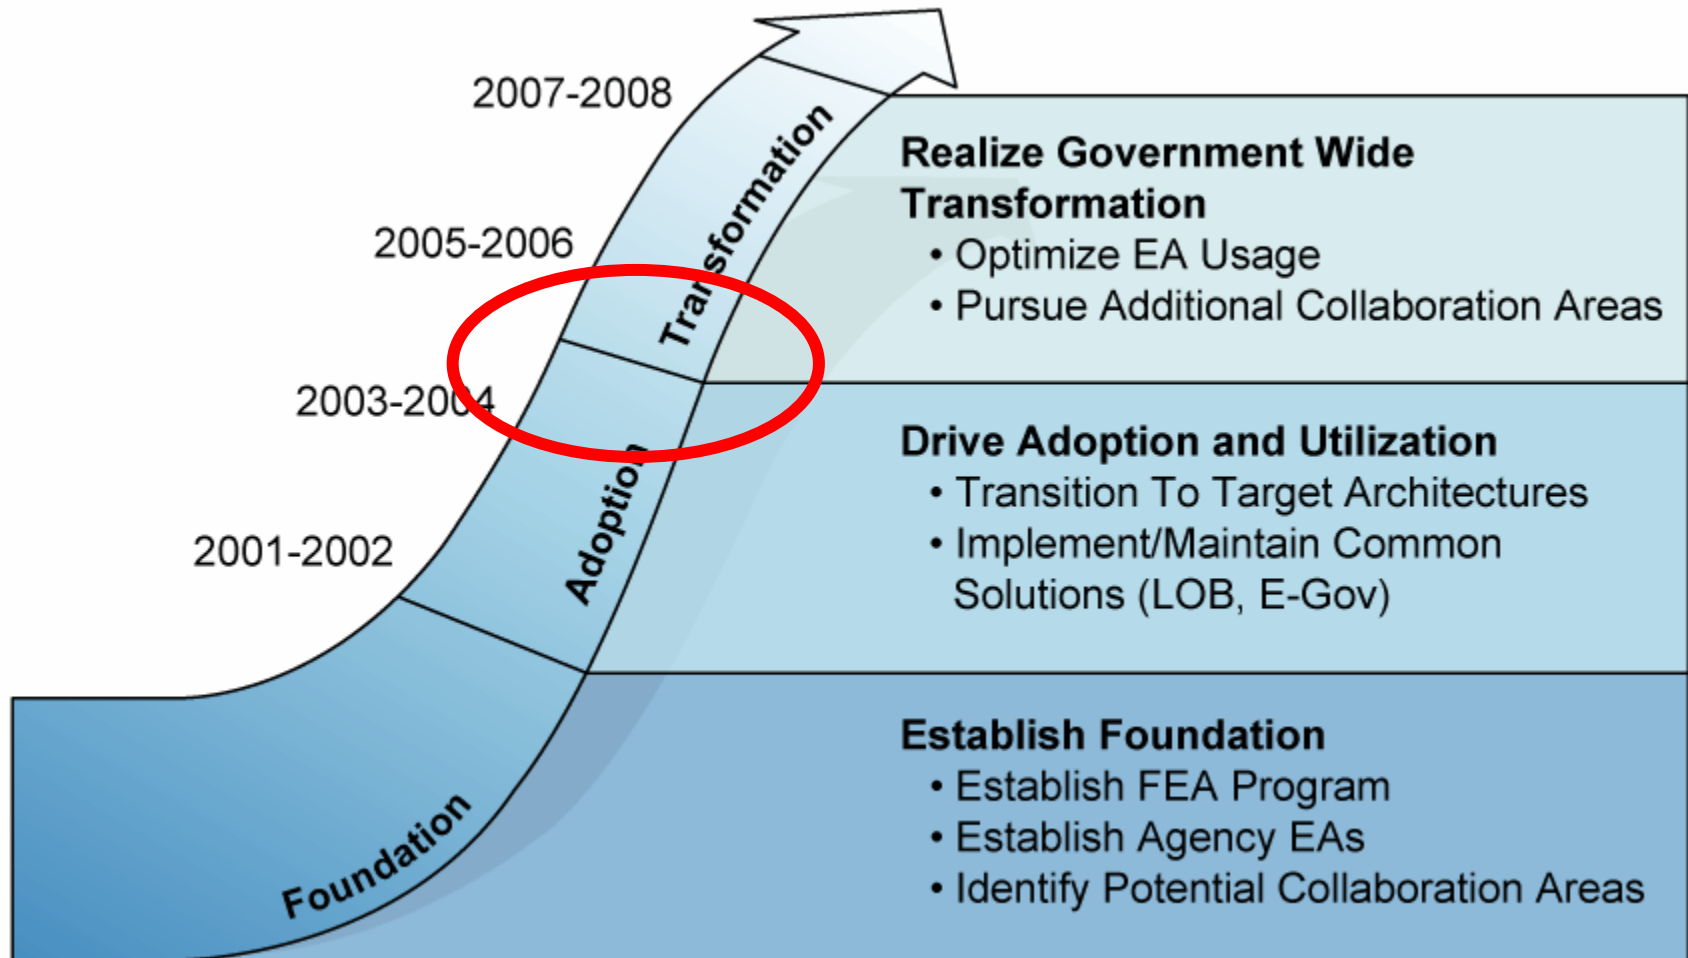 2007-2008
2005-2006
2003-2004
2001-2002
Transformation
Adoption
Foundation
Realize Government Wide
Transformation
• Optimize EA Usage
• Pursue Additional Collaboration Areas
Drive Adoption and Utilization
• Transition To Target Architectures
• Implement/Maintain Common
Solutions (LOB, E-Gov)
Establish Foundation
• Establish FEA Program
• Establish Agency EAs
• Identify Potential Collaboration Areas